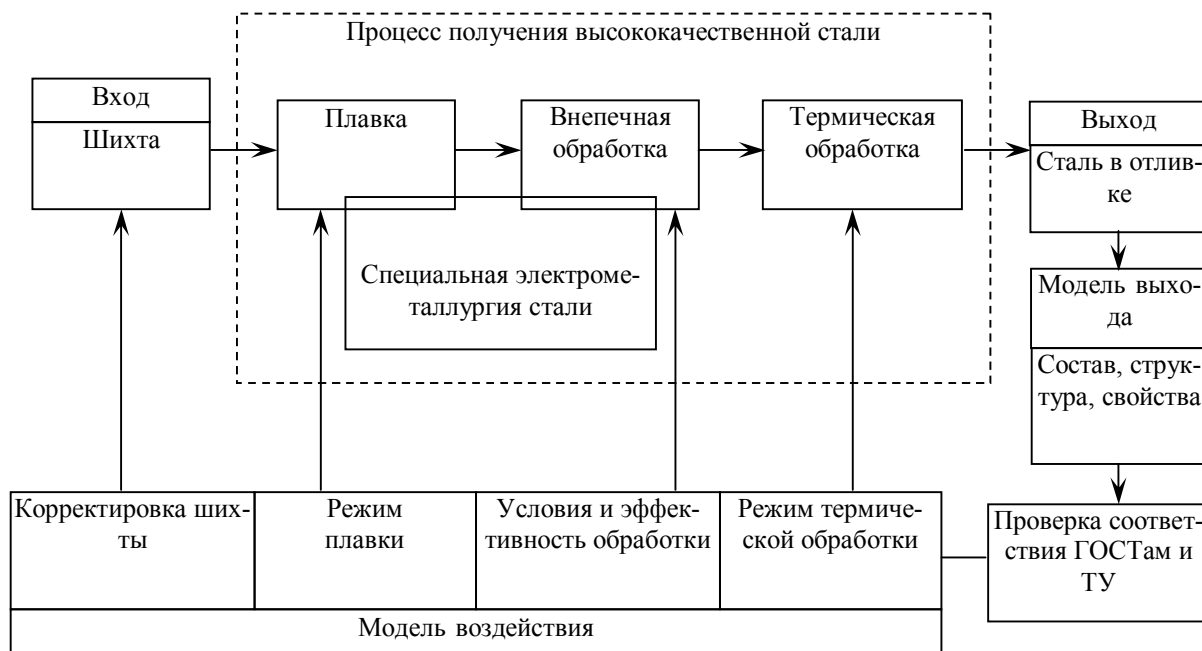 Процесс получения высококачественной стали
Вход
Шихта
Плавка
Внепечная
обработка
Термическая
обработка
Выход
Сталь в отлив-
ке
Специальная электроме-
таллургия стали
Модель выхо-
да
Состав, струк-
тура, свойства
Корректировка ших-
ты
Режим
плавки
Условия и эффек-
тивность обработки
Режим термиче-
ской обработки
Проверка соответ-
ствия ГОСТам и
ТУ
Модель воздействия